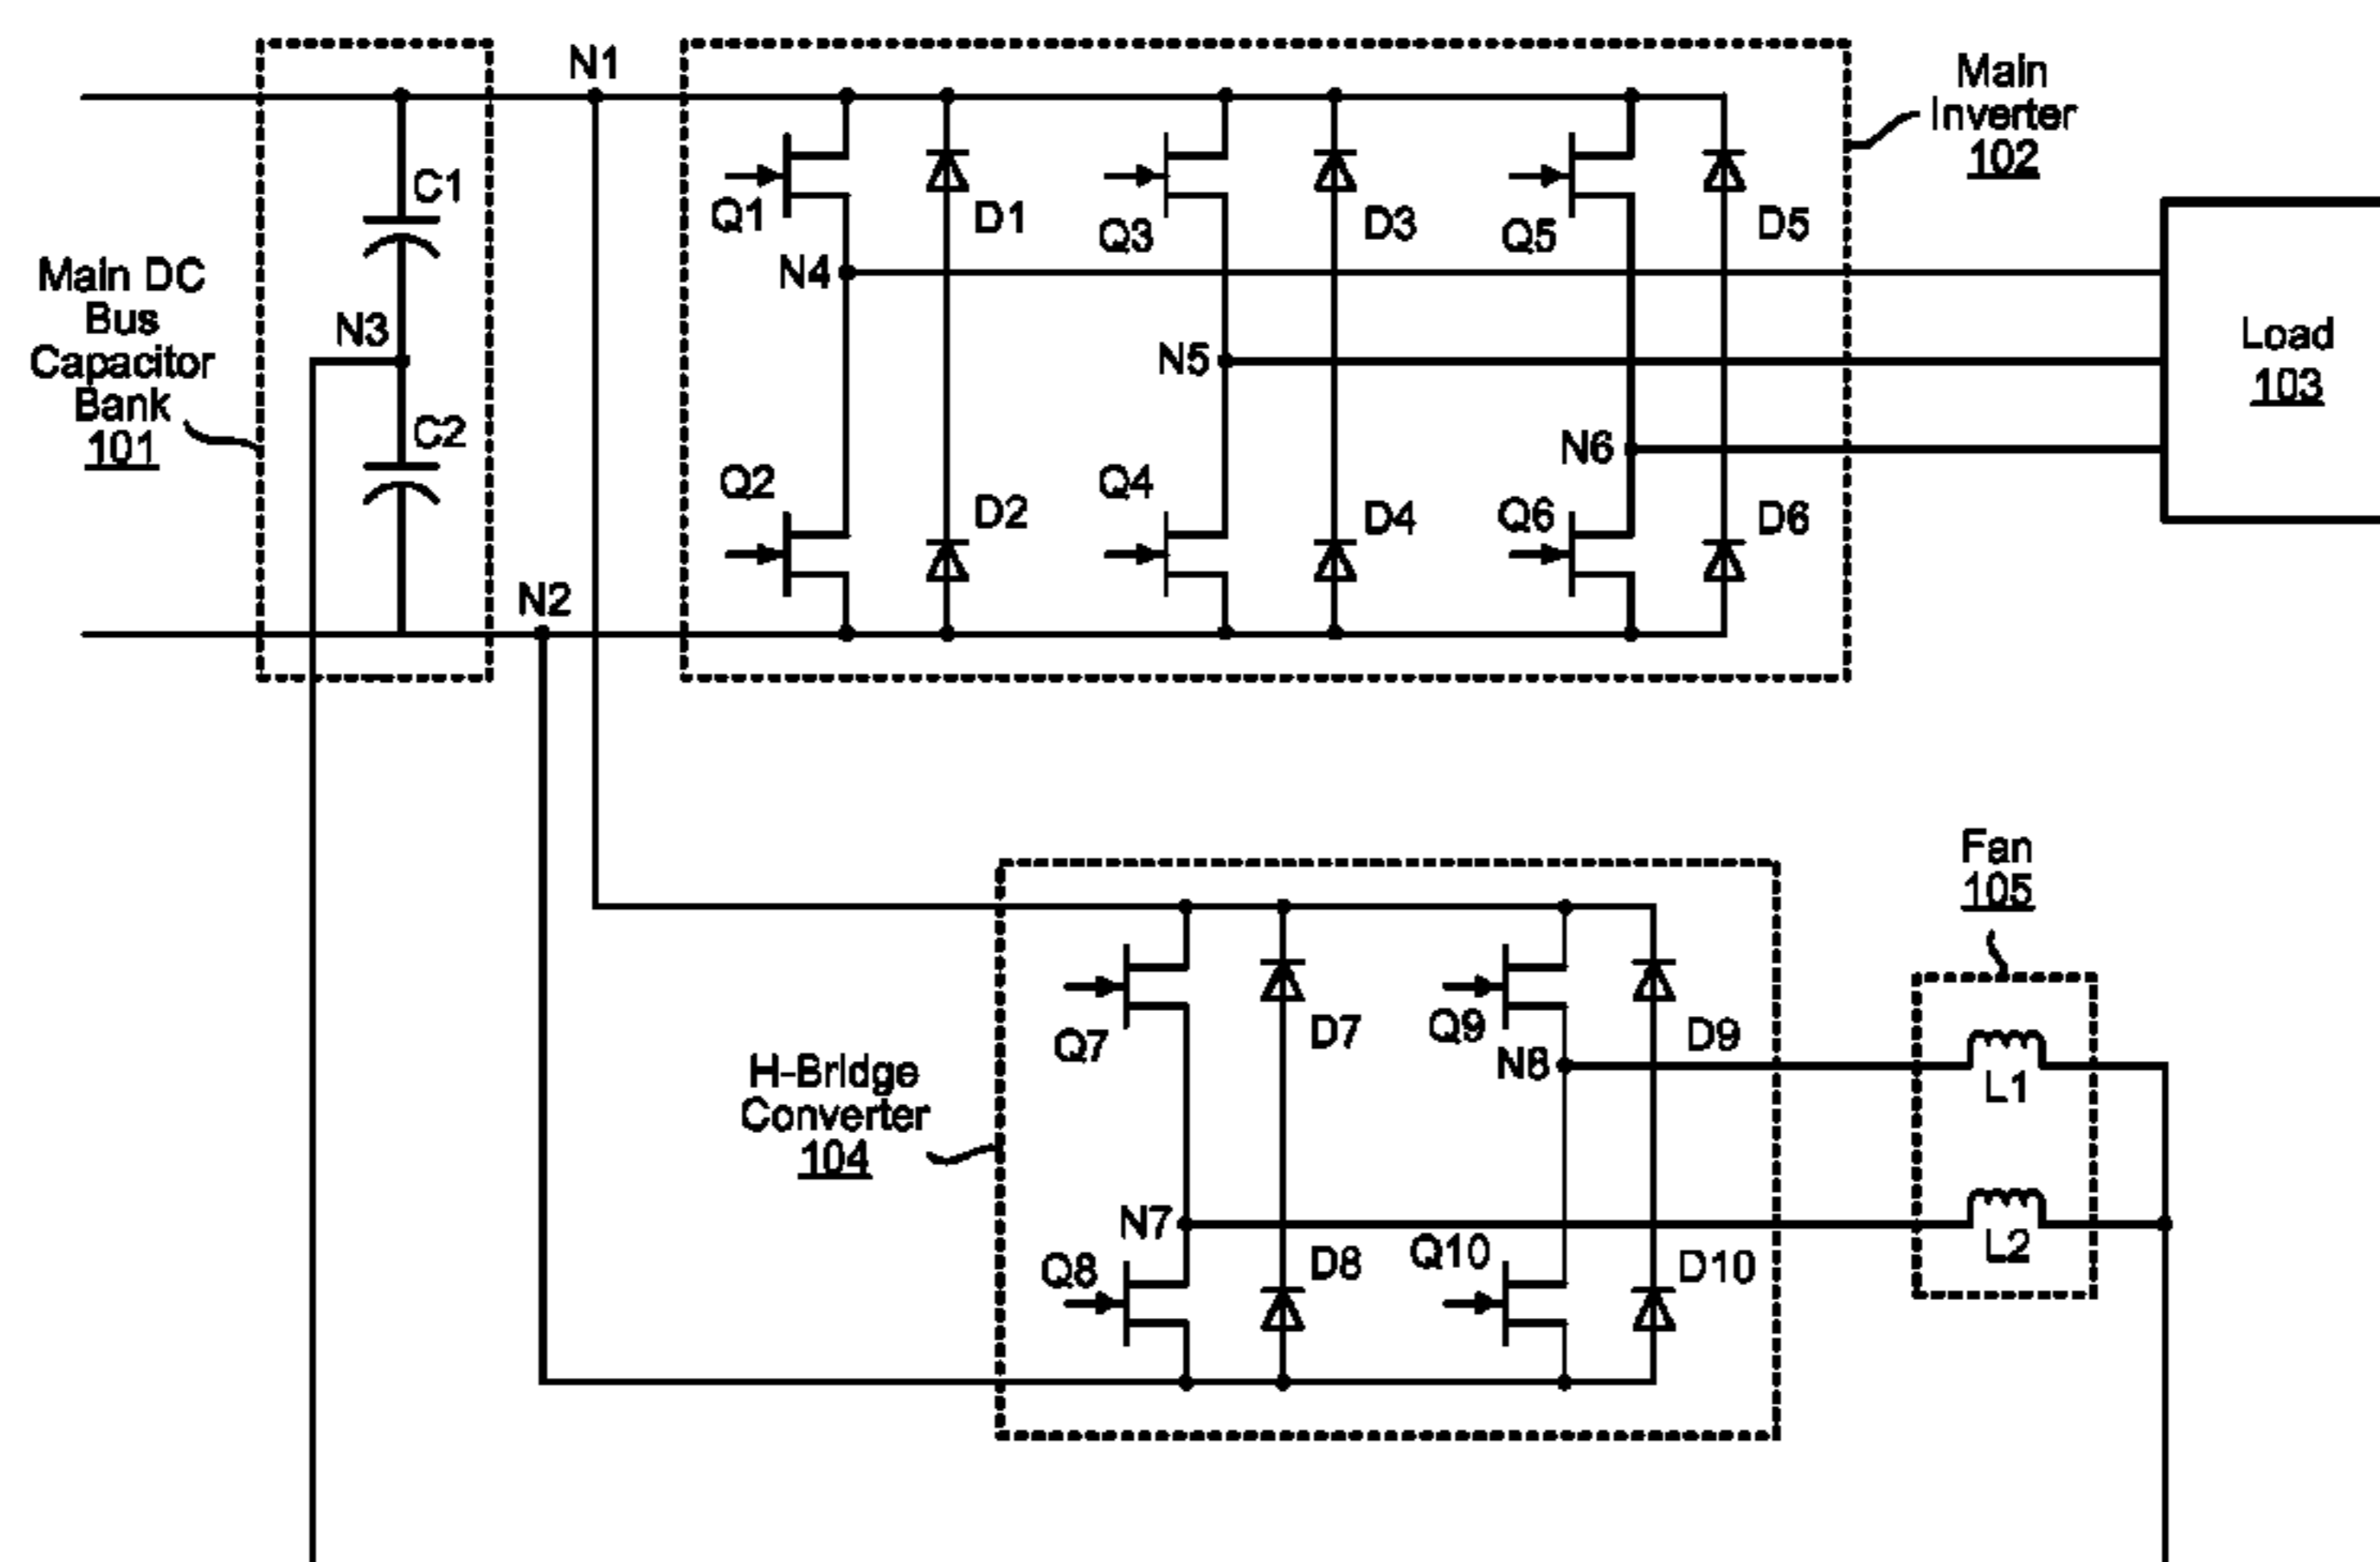 N1
Main
Inverter
102
C1
Q1
D1
Q3
D3
Q5
D5
Main DC
Bus
Capacitor
Bank
101
N3
N4
N5
Load
103
C2
N6
Q2
D2
Q4
D4
Q6
D6
N2
Fan
105
Q7
D7
Q9
D9
H-Bridge
Converter
104
N8
L1
N7
L2
Q8
D8
Q10
D10